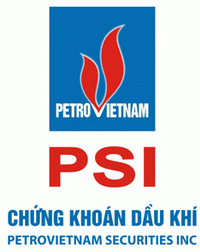 PETROVIETNAM
PSI
CHỨNG KHOÁN DẦU KHÍ
PETROVIETNAM SECURITIES INC